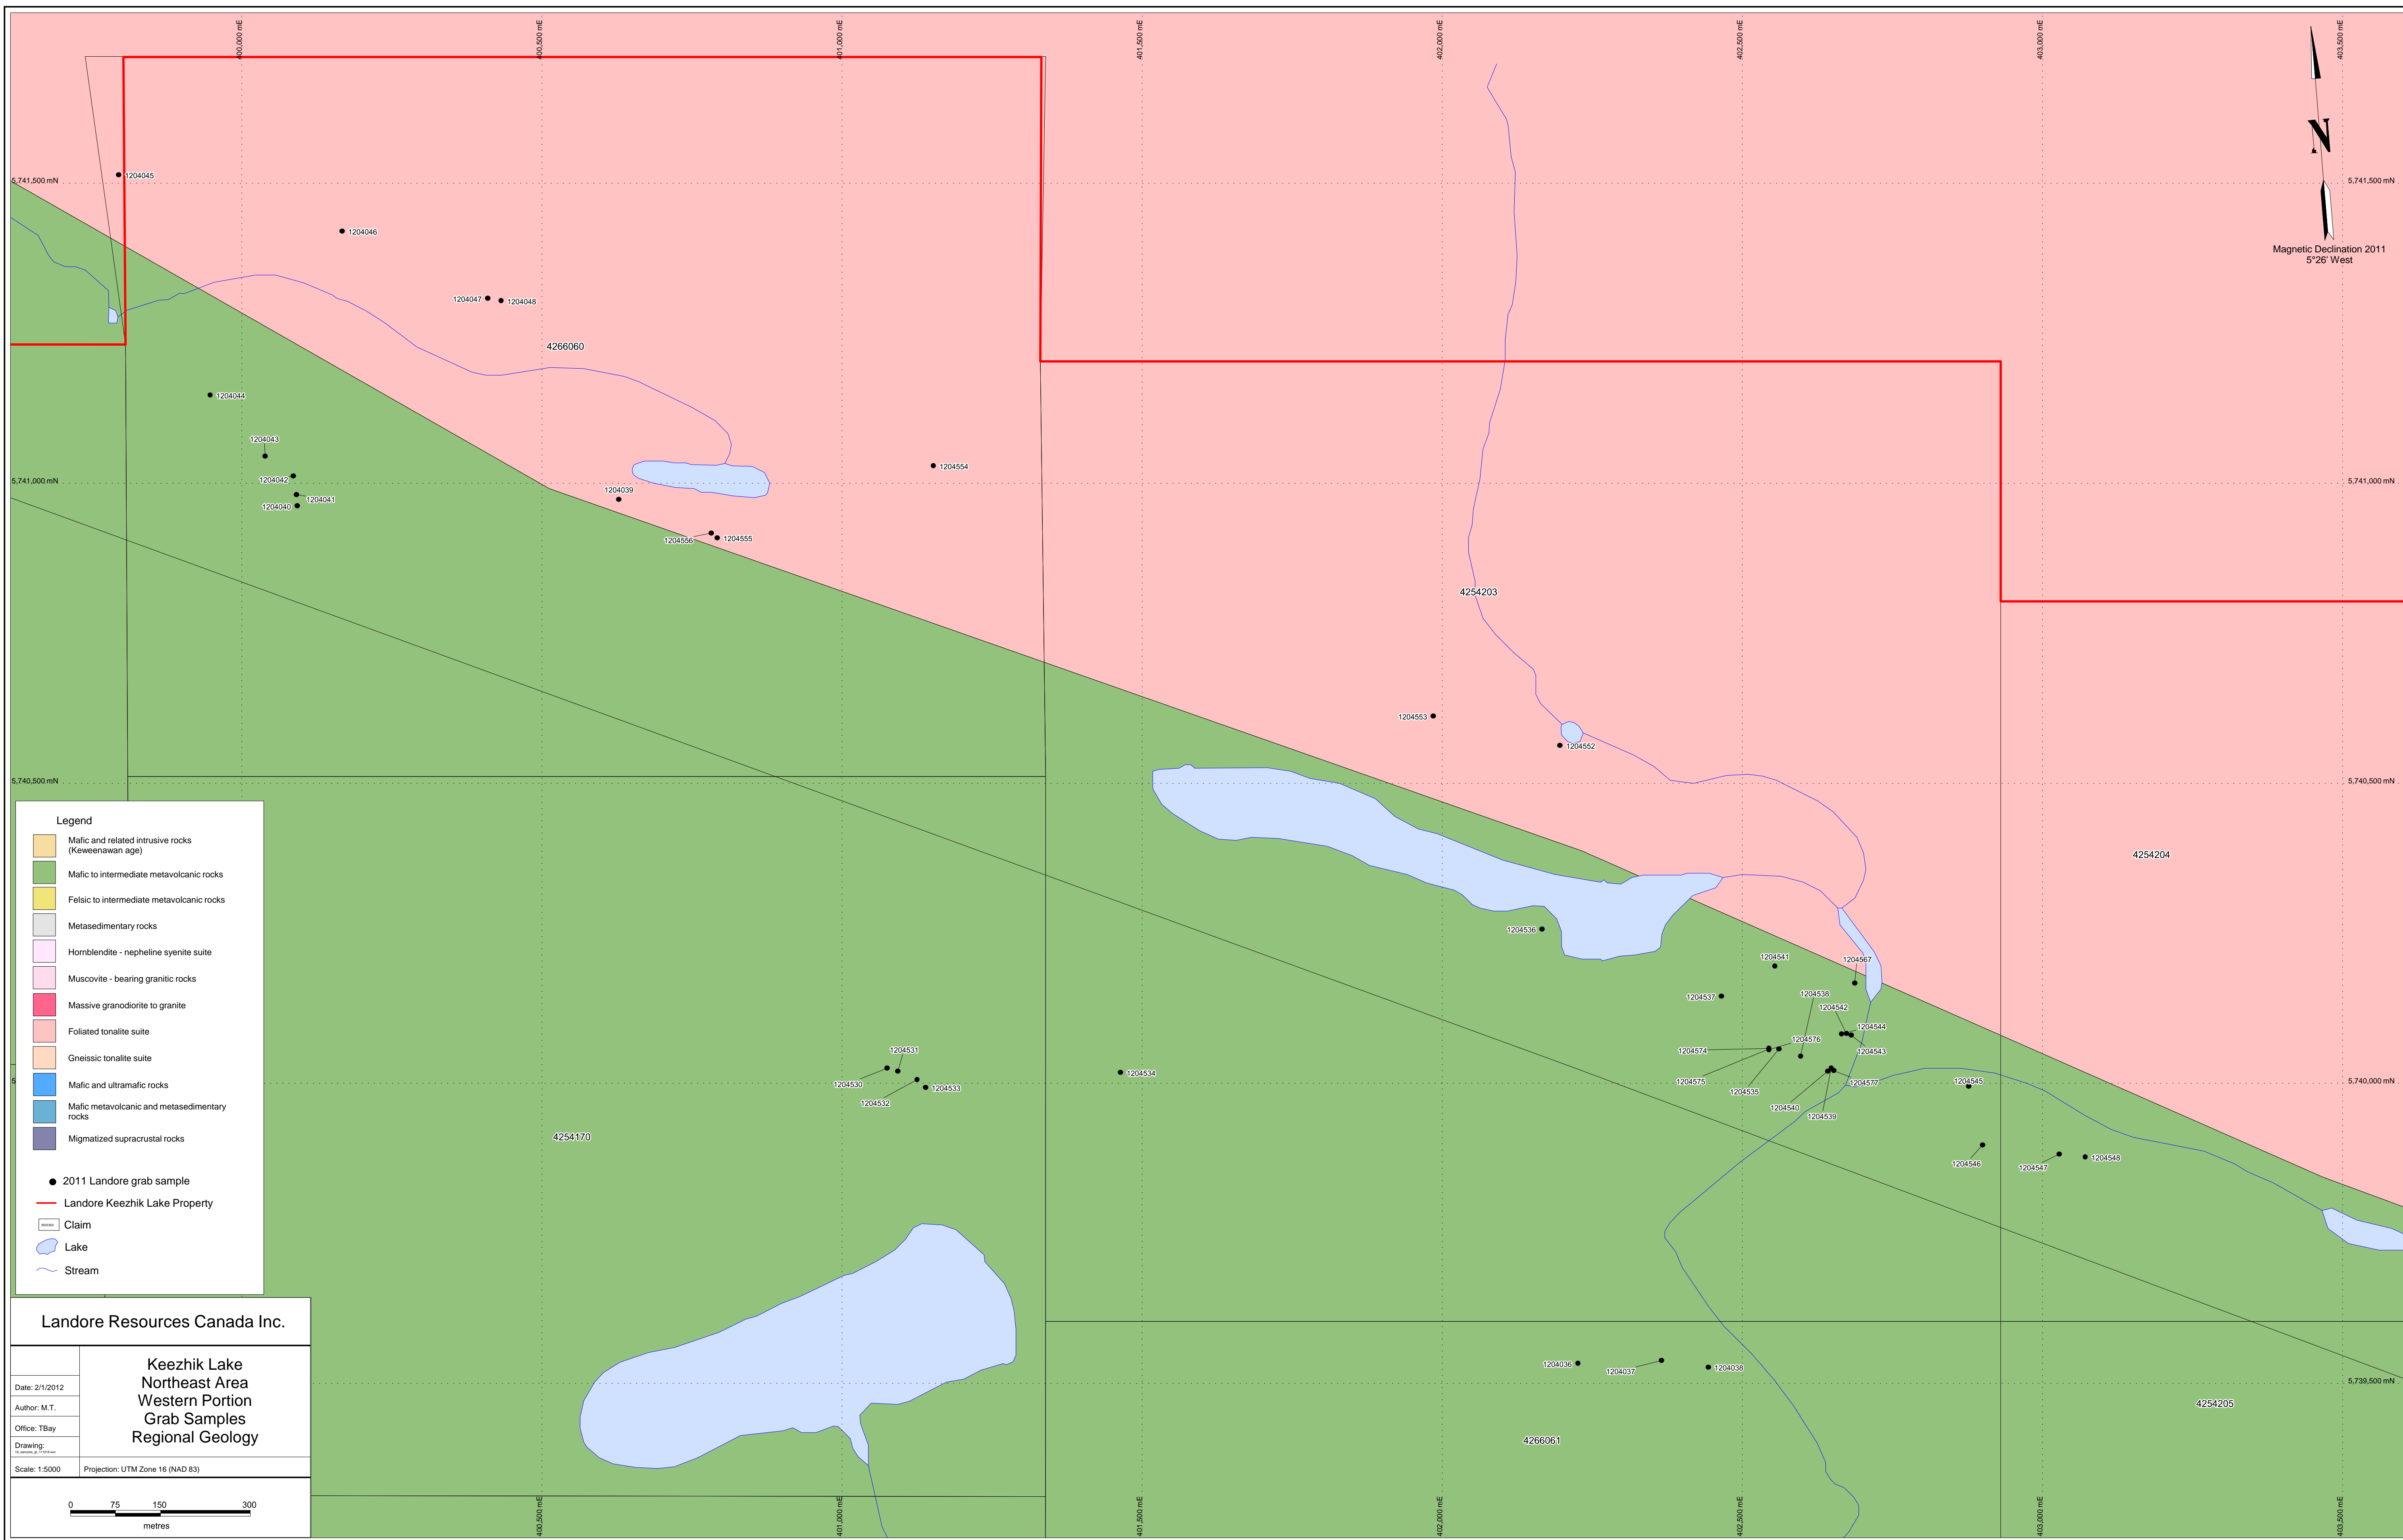 400,000 mE
400,500 mE
401,000 mE
401,500 mE
402,000 mE
402,500 mE
403,000 mE
403,500 mE
N
Magnetic Declination 2011
5°26' West
5,741,500 mN
5,741,500 mN
1204045
1204046
1204047
1204048
4266060
1204044
1204043
1204042
1204041
1204040
5,741,000 mN
5,741,000 mN
1204039
1204554
1204556
1204555
4254203
1204553
1204552
5,740,500 mN
5,740,500 mN
4254204
1204536
1204541
1204567
1204537
1204538
1204542
1204544
1204576
1204543
1204574
1204575
1204535
1204577
1204540
1204539
1204545
1204531
1204530
1204532
1204533
1204534
5,740,000 mN
1204546
1204547
1204548
4254170
1204036
1204037
1204038
5,739,500 mN
4254205
4266061
Legend
Mafic and related intrusive rocks
(Keweenawan age)
Mafic to intermediate metavolcanic rocks
Felsic to intermediate metavolcanic rocks
Metasedimentary rocks
Hornblendite - nepheline syenite suite
Muscovite - bearing granitic rocks
Massive granodiorite to granite
Foliated tonalite suite
Gneissic tonalite suite
Mafic and ultramafic rocks
Mafic metavolcanic and metasedimentary
rocks
Migmatized supracrustal rocks
2011 Landore grab sample
Landore Keezhik Lake Property
Claim
Lake
Stream
Landore Resources Canada Inc.
Keezhik Lake
Northeast Area
Western Portion
Grab Samples
Regional Geology
Date: 2/1/2012
Author: M.T.
Office: TBay
Drawing:
Scale: 1:5000
Projection: UTM Zone 16 (NAD 83)
0 75 150 300
metres
400,500 mE
401,000 mE
401,500 mE
402,000 mE
402,500 mE
403,000 mE
403,500 mE